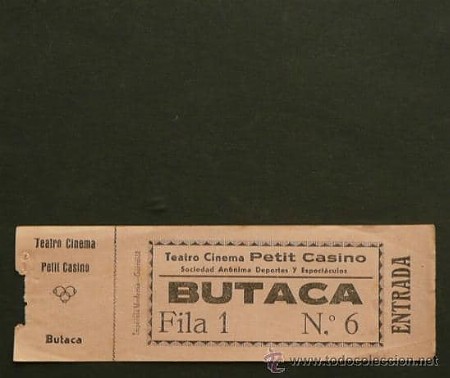 Teatro Cinema
Petit Casino
Butaca
Teatro Cinema Petit Casino
Sociedad Anónima Deportes Y Espectáculos
BUTACA
Fila 1 N.º 6
ENTRADA
www.todocoleccion.net